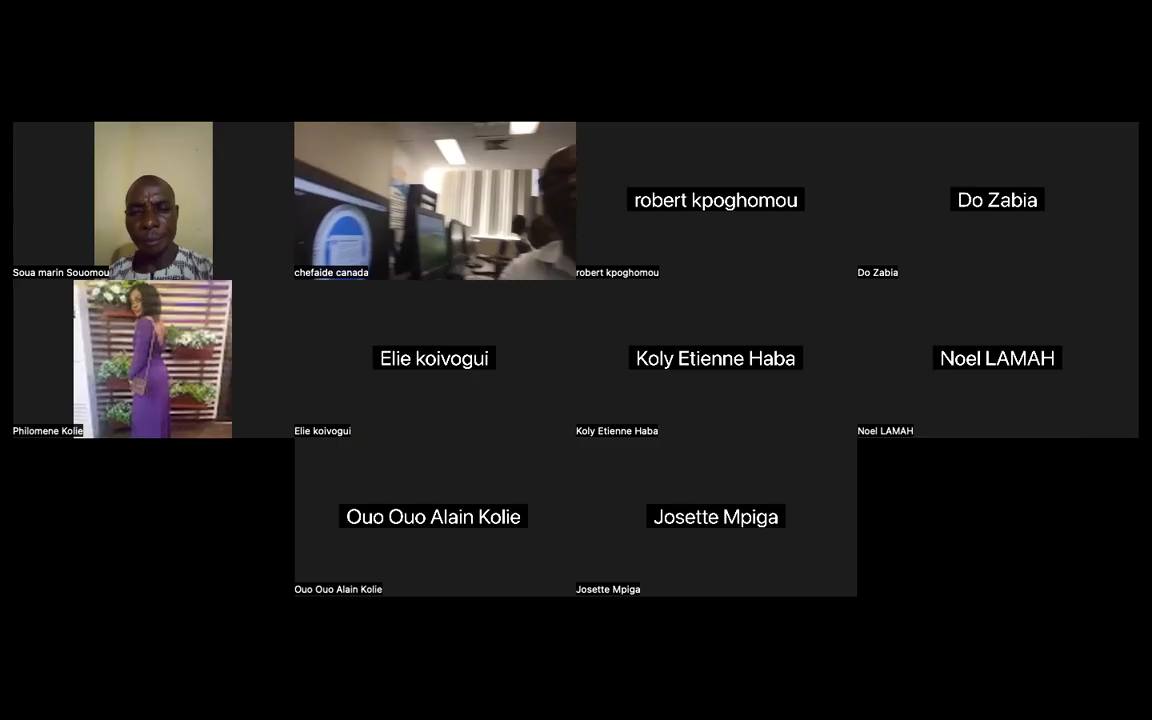 robert kpoghomou
Do Zabia
Soua marin Souomou
chefaide canada
robert kpoghomou
Do Zabia
Elie koivogui
Koly Etienne Haba
Noel LAMAH
Philomene Kolie
Elie koivogui
Koly Etienne Haba
Noel LAMAH
Ouo Ouo Alain Kolie
Josette Mpiga
Ouo Ouo Alain Kolie
Josette Mpiga